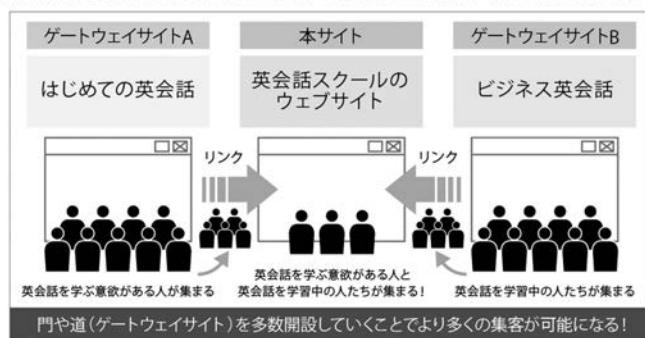 ゲートウェイサイトA
本サイト
ゲートウェイサイトB
はじめての英会話
英会話スクールの
ウェブサイト
ビジネス英会話
リンク
リンク
英会話を学ぶ意欲がある人が集まる
英会話を学ぶ意欲がある人と
英会話を学習中の人たちが集まる!
英会話を学習中の人たちが集まる
門や道(ゲートウェイサイト)を多数開設していくことでより多くの集客が可能になる!